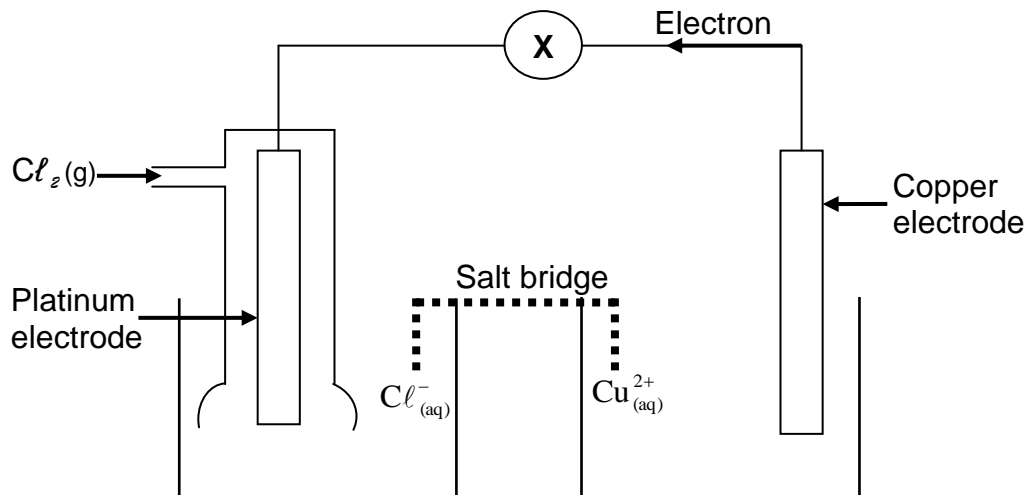 Electron
X
Cℓ₂(g)
Copper
electrode
Salt bridge
Platinum
electrode
Cℓ⁻(aq)
Cu²⁺(aq)